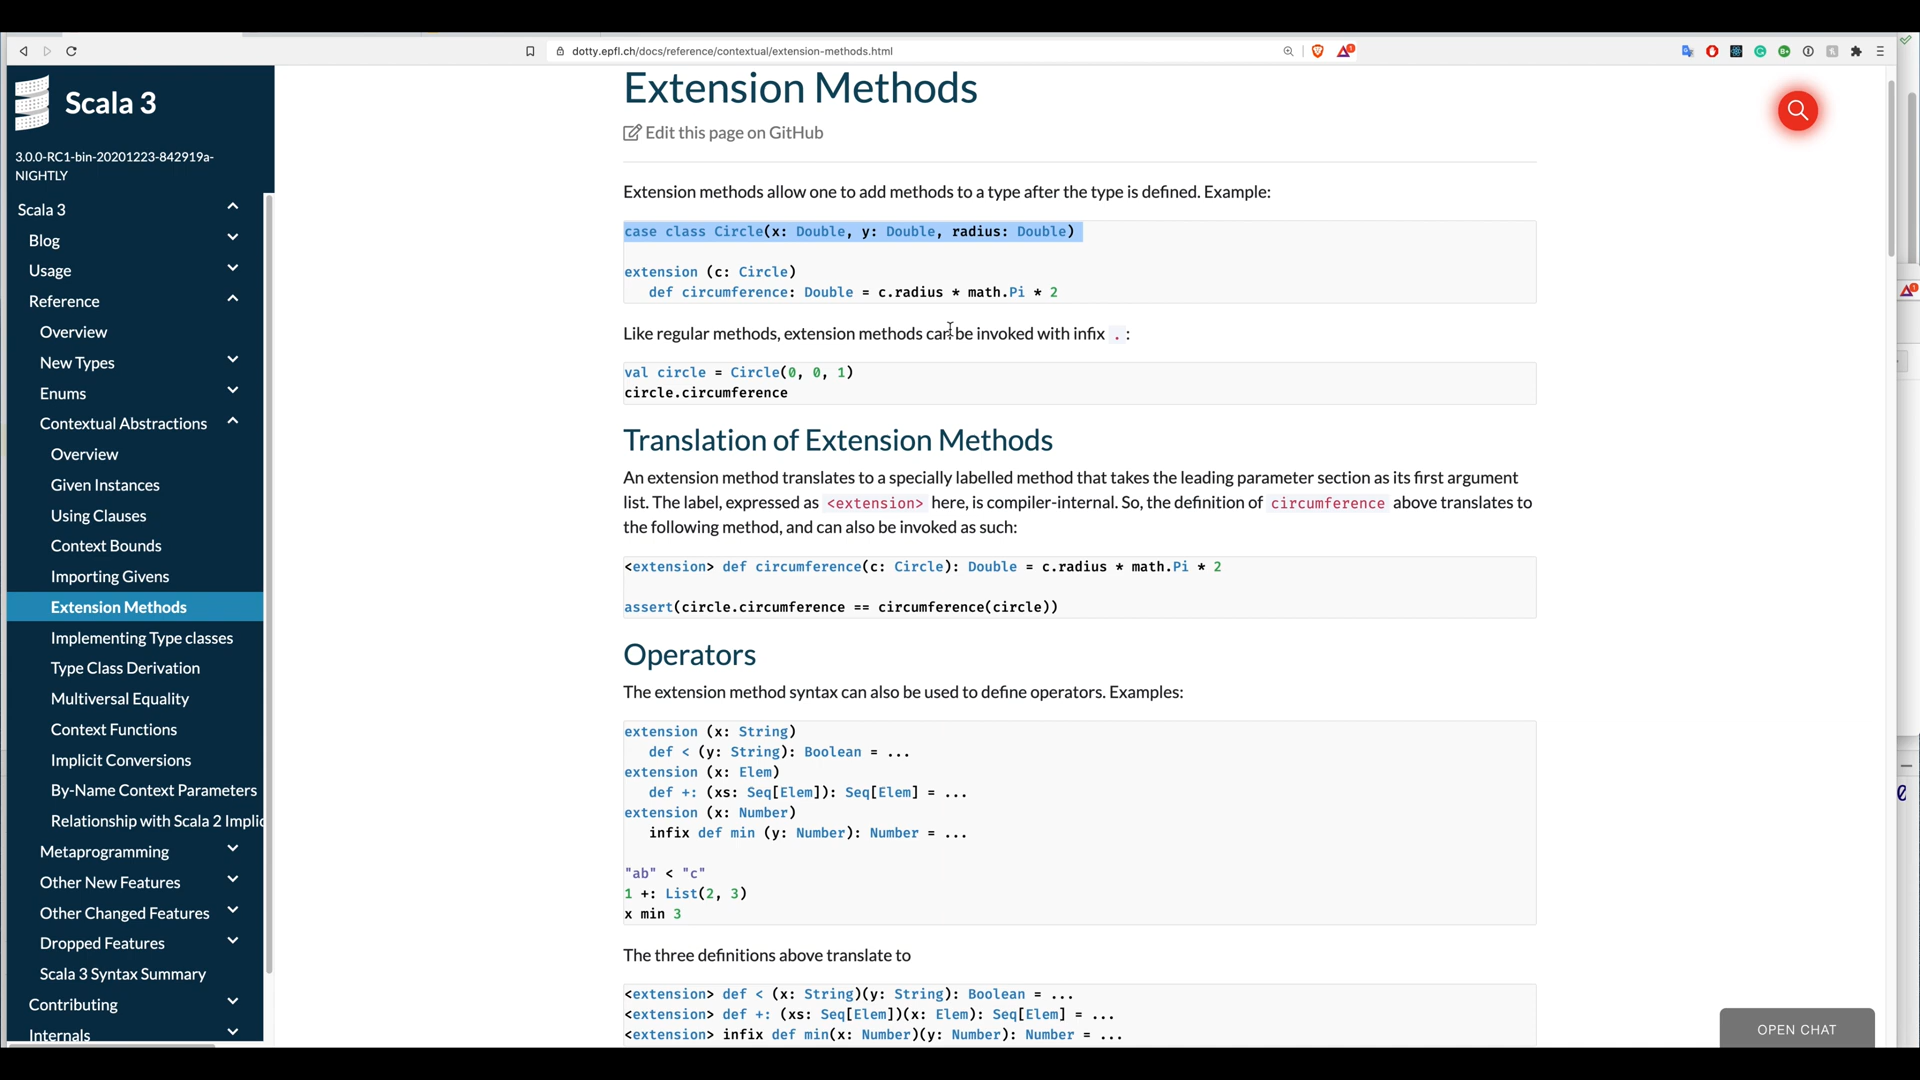 dotty.epfl.ch/docs/reference/contextual/extension-methods.html
Scala 3
3.0.0-RC1-bin-20201223-842919a-
NIGHTLY
Scala 3
Blog
Usage
Reference
Overview
New Types
Enums
Contextual Abstractions
Overview
Given Instances
Using Clauses
Context Bounds
Importing Givens
Extension Methods
Implementing Type classes
Type Class Derivation
Multiversal Equality
Context Functions
Implicit Conversions
By-Name Context Parameters
Relationship with Scala 2 Implic
Metaprogramming
Other New Features
Other Changed Features
Dropped Features
Scala 3 Syntax Summary
Contributing
Internals
Extension Methods
Edit this page on GitHub
Extension methods allow one to add methods to a type after the type is defined. Example:
case class Circle(x: Double, y: Double, radius: Double)
extension (c: Circle)
def circumference: Double = c.radius * math.Pi * 2
Like regular methods, extension methods can be invoked with infix . :
val circle = Circle(0, 0, 1)
circle.circumference
Translation of Extension Methods
An extension method translates to a specially labelled method that takes the leading parameter section as its first argument
list. The label, expressed as <extension> here, is compiler-internal. So, the definition of circumference above translates to
the following method, and can also be invoked as such:
<extension> def circumference(c: Circle): Double = c.radius * math.Pi * 2
assert(circle.circumference == circumference(circle))
Operators
The extension method syntax can also be used to define operators. Examples:
extension (x: String)
def < (y: String): Boolean = ...
extension (x: Elem)
def +: (xs: Seq[Elem]): Seq[Elem] = ...
extension (x: Number)
infix def min (y: Number): Number = ...
"ab" < "c"
1 +: List(2, 3)
x min 3
The three definitions above translate to
<extension> def < (x: String)(y: String): Boolean = ...
<extension> def +: (xs: Seq[Elem])(x: Elem): Seq[Elem] = ...
<extension> infix def min(x: Number)(y: Number): Number = ...
OPEN CHAT